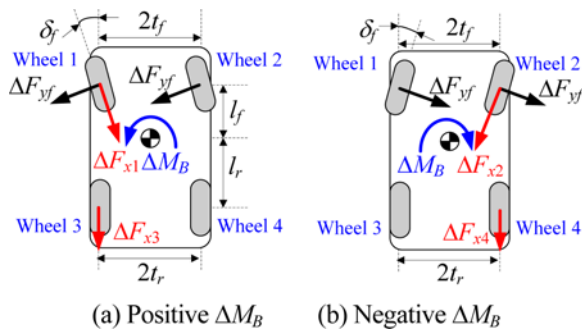 δf 2tf
Wheel 1 Wheel 2
ΔFyf ΔFyf
lf
ΔFx1 ΔMB
lr
Wheel 3 Wheel 4
ΔFx3
2tr
(a) Positive ΔMB
δf 2tf
Wheel 1 Wheel 2
ΔFyf ΔFyf
ΔMB ΔFx2
Wheel 3 Wheel 4
ΔFx4
2tr
(b) Negative ΔMB